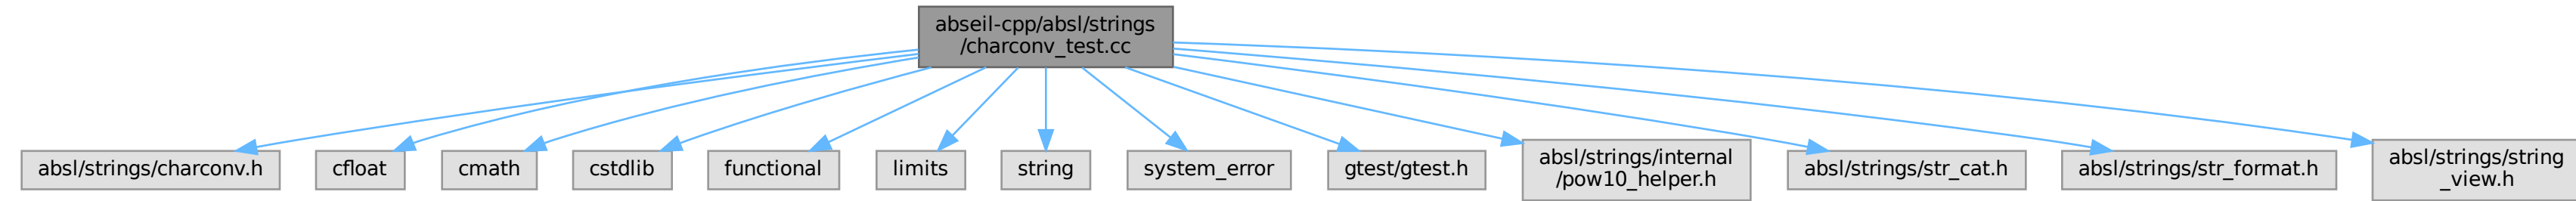 abseil-cpp/absl/strings
/charconv_test.cc
absl/strings/charconv.h
cfloat
cmath
cstdlib
functional
limits
string
system_error
gtest/gtest.h
absl/strings/internal
/pow10_helper.h
absl/strings/str_cat.h
absl/strings/str_format.h
absl/strings/string
_view.h